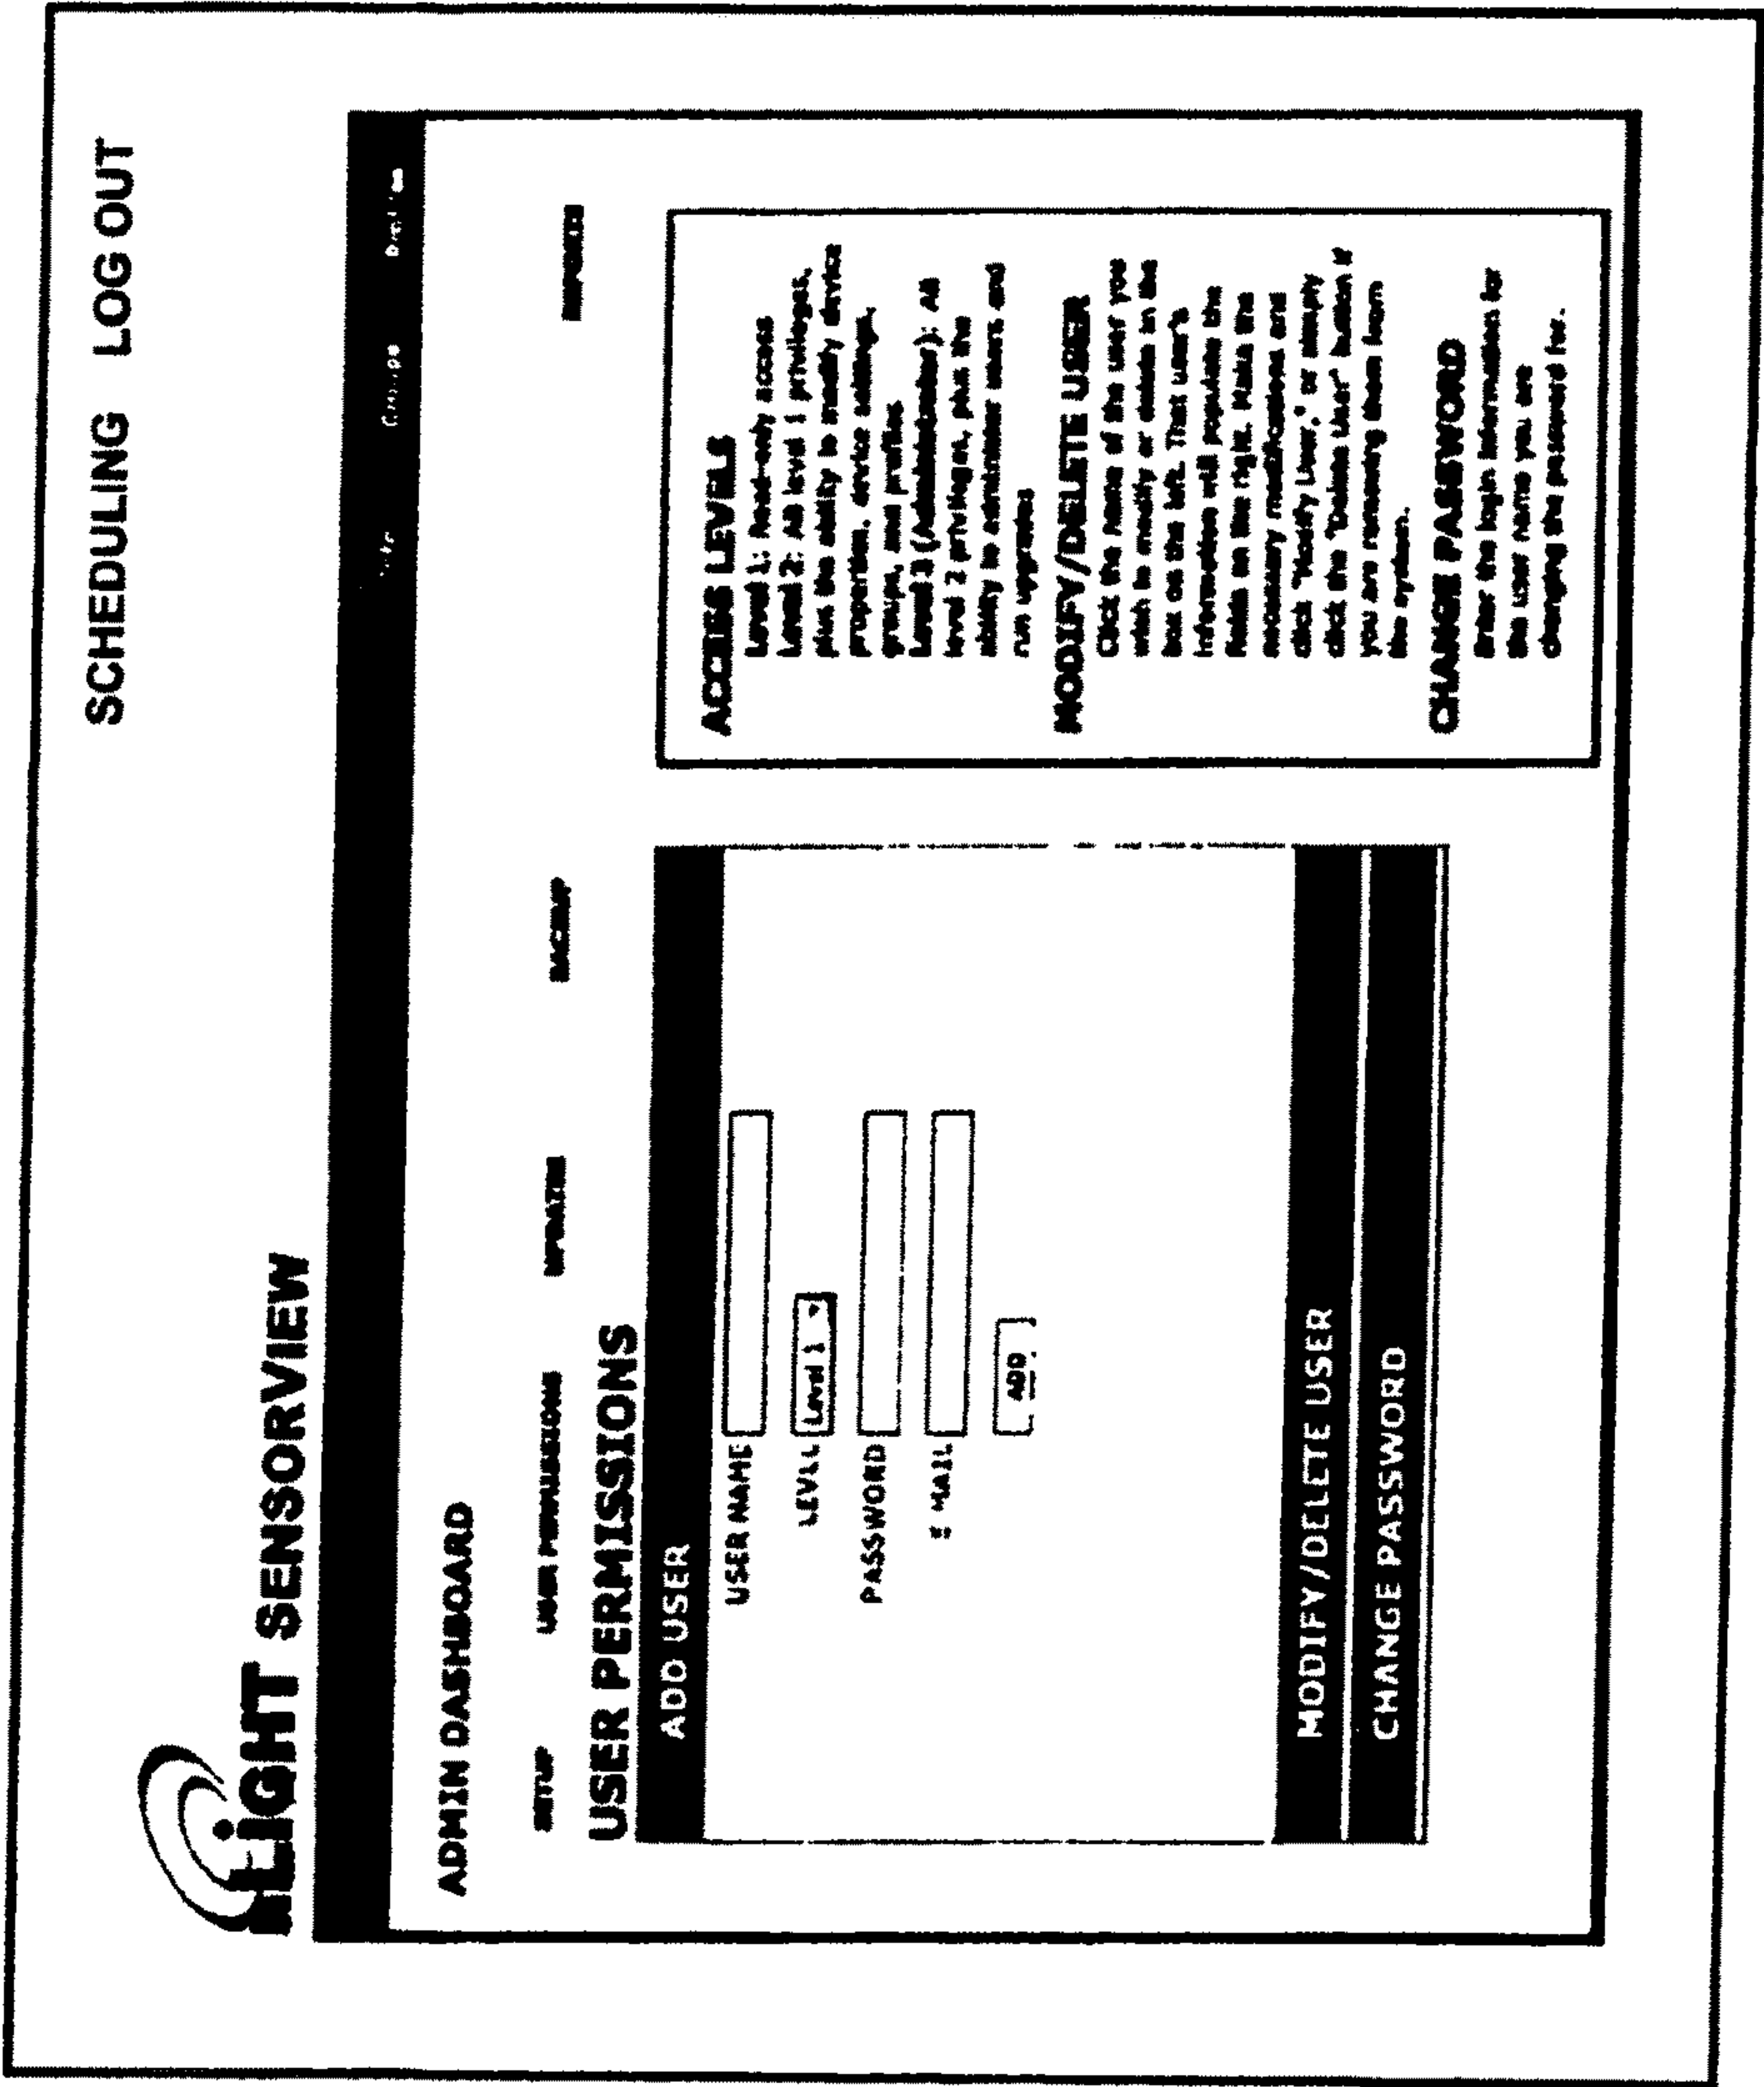 SCHEDULING LOG OUT
nLIGHT SENSORVIEW
Groups Profiles
ADMIN DASHBOARD
SETUP USER PERMISSIONS UPDATES BACKUP REPORTS
USER PERMISSIONS
ADD USER
USER NAME
LEVEL Level 1
PASSWORD
E MAIL
ADD
MODIFY/DELETE USER
CHANGE PASSWORD
ACCESS LEVELS
Level 1: Read-only access
Level 2: All level 1 privileges,
plus the ability to modify device
properties, device settings,
groups, and profiles
Level 3 (Administrator): All
level 2 privileges, plus the
ability to administer users and
run upgrades
MODIFY/DELETE USER
Click the name of the user you
wish to modify or delete in the
box on the left. That user's
information will populate the
fields on the right. Make the
necessary modifications and
click "Modify User," or simply
click the "Delete User" button if
you are removing them from
the system.
CHANGE PASSWORD
Enter the login information for
the user name you are
changing the password for.